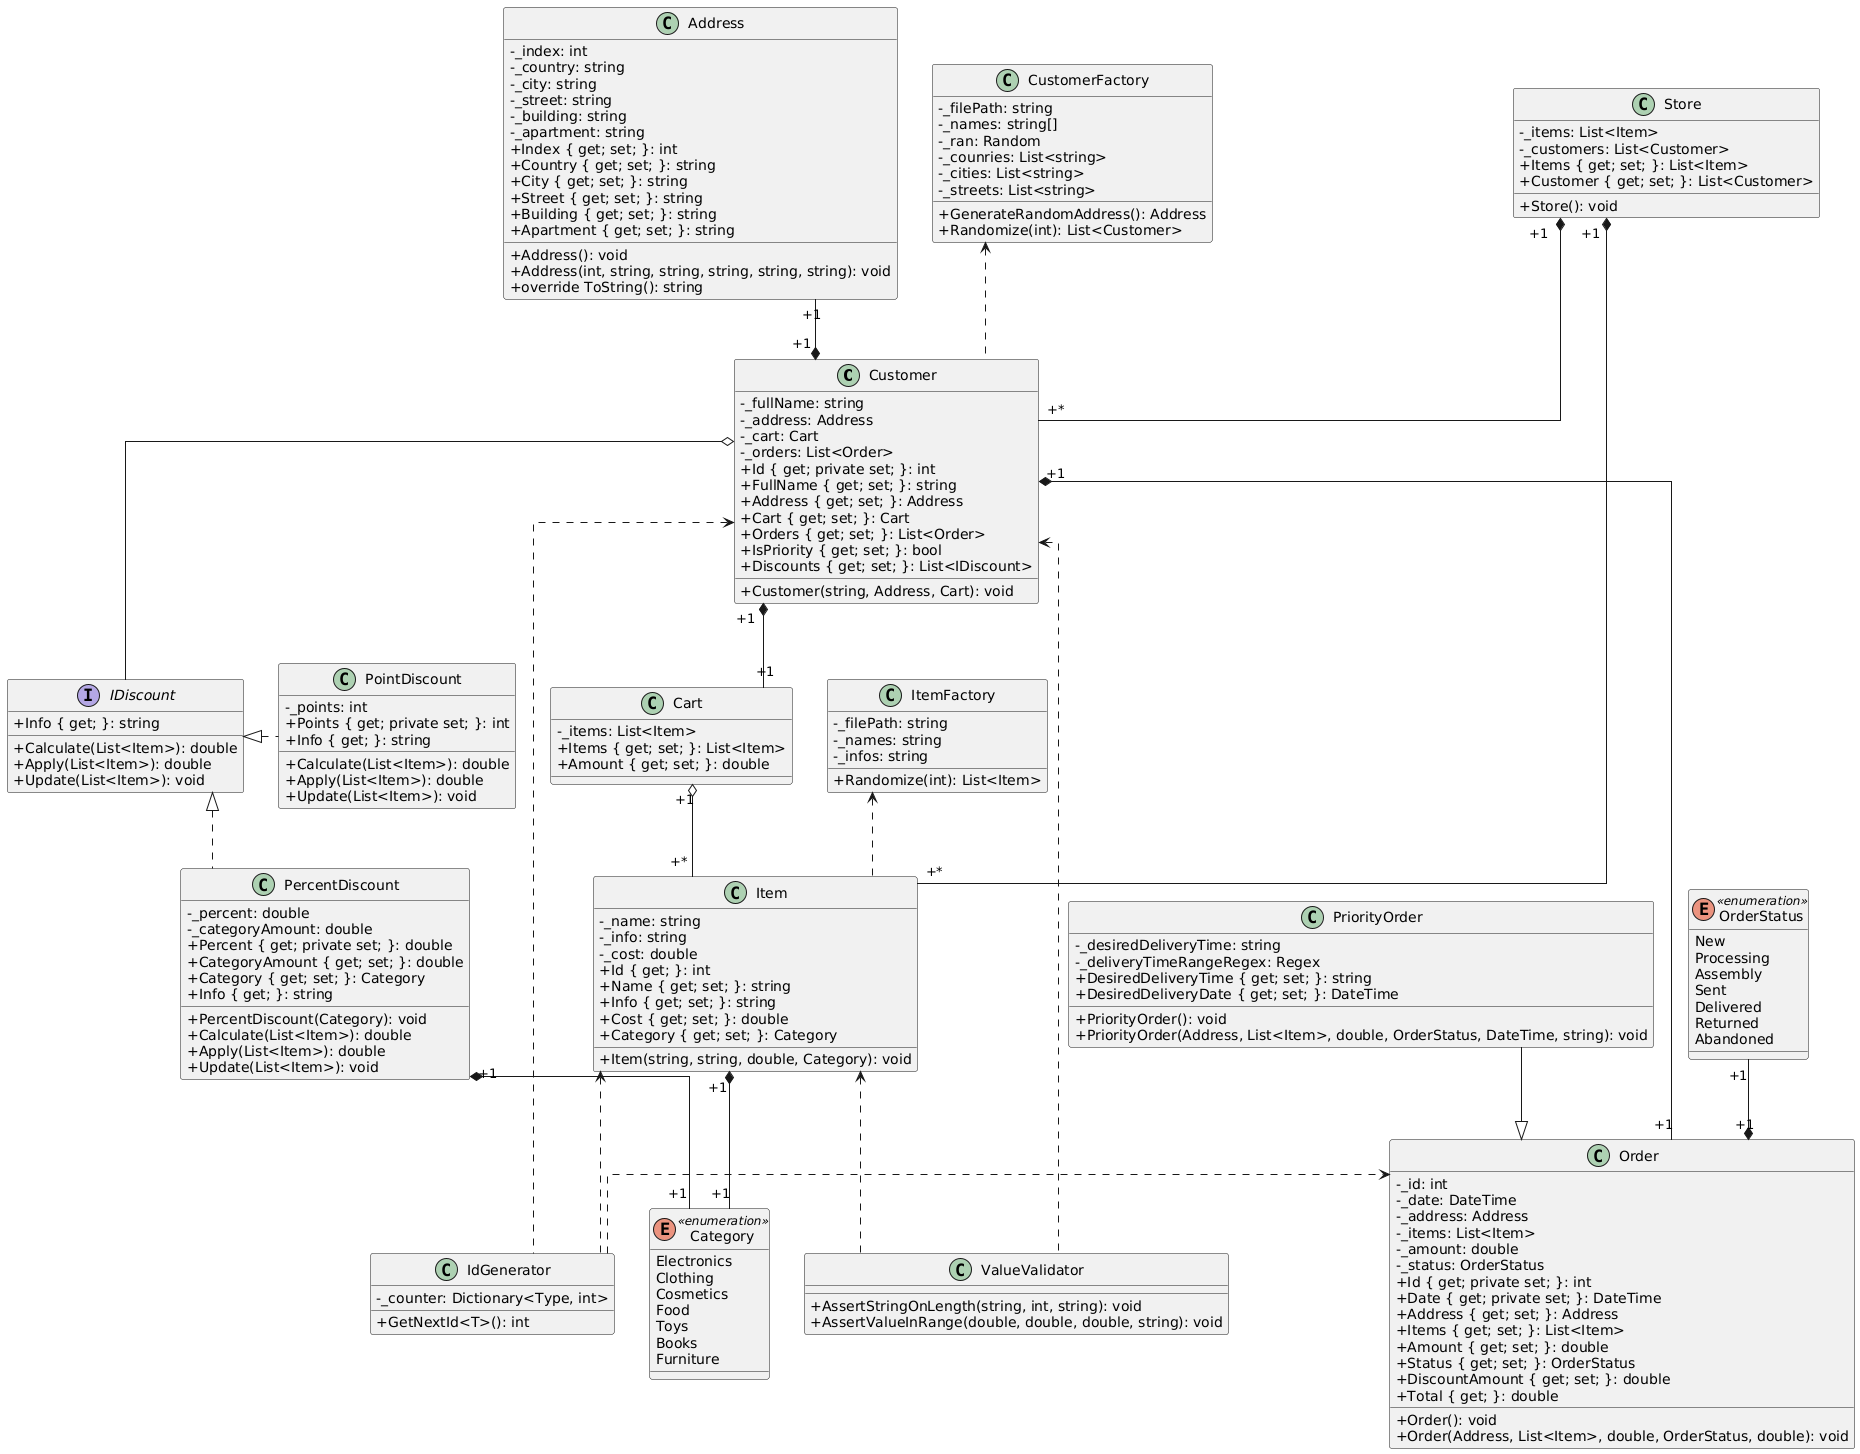 Address
-_index: int
-_country: string
-_city: string
-_street: string
-_building: string
-_apartment: string
+Index { get; set; }: int
+Country { get; set; }: string
+City { get; set; }: string
+Street { get; set; }: string
+Building { get; set; }: string
+Apartment { get; set; }: string
+Address(): void
+Address(int, string, string, string, string, string): void
+override ToString(): string
C CustomerFactory
-_filePath: string
-_names: string[]
-_ran: Random
-_counries: List<string>
-_cities: List<string>
-_streets: List<string>
+GenerateRandomAddress(): Address
+Randomize(int): List<Customer>
C Store
-_items: List<Item>
-_customers: List<Customer>
+Items { get; set; }: List<Item>
+Customer { get; set; }: List<Customer>
+Store(): void
+1 +1
+1
+1
C Customer
-_fullName: string
-_address: Address
-_cart: Cart
-_orders: List<Order>
+Id { get; private set; }: int
+FullName { get; set; }: string
+Address { get; set; }: Address
+Cart { get; set; }: Cart
+Orders { get; set; }: List<Order>
+IsPriority { get; set; }: bool
+Discounts { get; set; }: List<IDiscount>
+Customer(string, Address, Cart): void
+*
+1
+1
+1
I IDiscount
+Info { get; }: string
+Calculate(List<Item>): double
+Apply(List<Item>): double
+Update(List<Item>): void
C PointDiscount
-_points: int
+Points { get; private set; }: int
+Info { get; }: string
+Calculate(List<Item>): double
+Apply(List<Item>): double
+Update(List<Item>): void
C Cart
-_items: List<Item>
+Items { get; set; }: List<Item>
+Amount { get; set; }: double
C ItemFactory
-_filePath: string
-_names: string
-_infos: string
+Randomize(int): List<Item>
+1
+*
+*
C PercentDiscount
-_percent: double
-_categoryAmount: double
+Percent { get; private set; }: double
+CategoryAmount { get; set; }: double
+Category { get; set; }: Category
+Info { get; }: string
+PercentDiscount(Category): void
+Calculate(List<Item>): double
+Apply(List<Item>): double
+Update(List<Item>): void
C Item
-_name: string
-_info: string
-_cost: double
+Id { get; }: int
+Name { get; set; }: string
+Info { get; set; }: string
+Cost { get; set; }: double
+Category { get; set; }: Category
+Item(string, string, double, Category): void
C PriorityOrder
-_desiredDeliveryTime: string
-_deliveryTimeRangeRegex: Regex
+DesiredDeliveryTime { get; set; }: string
+DesiredDeliveryDate { get; set; }: DateTime
+PriorityOrder(): void
+PriorityOrder(Address, List<Item>, double, OrderStatus, DateTime, string): void
E «enumeration»
OrderStatus
New
Processing
Assembly
Sent
Delivered
Returned
Abandoned
+1
+1
+1
+1
+1
+1
+1
C IdGenerator
-_counter: Dictionary<Type, int>
+GetNextId<T>(): int
E «enumeration»
Category
Electronics
Clothing
Cosmetics
Food
Toys
Books
Furniture
C ValueValidator
+AssertStringOnLength(string, int, string): void
+AssertValueInRange(double, double, double, string): void
C Order
-_id: int
-_date: DateTime
-_address: Address
-_items: List<Item>
-_amount: double
-_status: OrderStatus
+Id { get; private set; }: int
+Date { get; private set; }: DateTime
+Address { get; set; }: Address
+Items { get; set; }: List<Item>
+Amount { get; set; }: double
+Status { get; set; }: OrderStatus
+DiscountAmount { get; set; }: double
+Total { get; }: double
+Order(): void
+Order(Address, List<Item>, double, OrderStatus, double): void